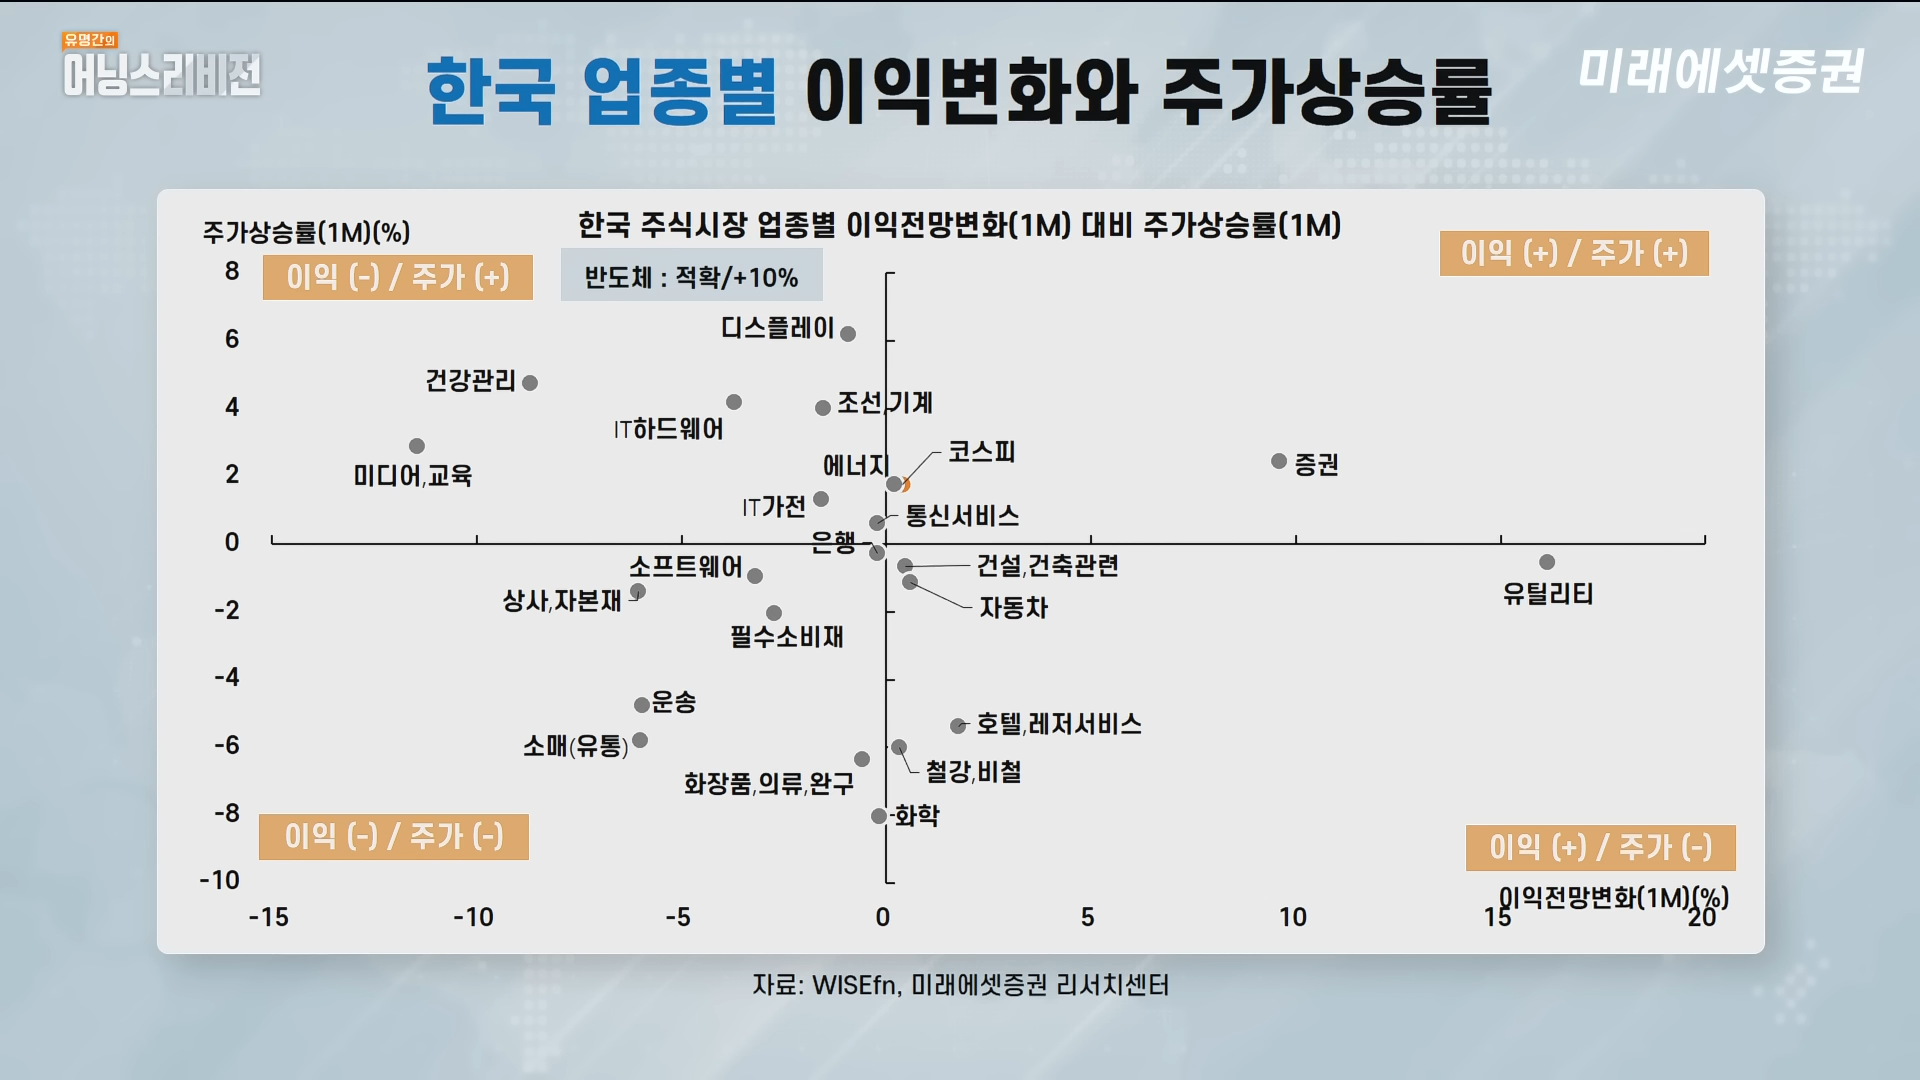 유명간의
어닝스리비전
한국 업종별 이익변화와 주가상승률
미래에셋증권
한국 주식시장 업종별 이익전망변화(1M) 대비 주가상승률(1M)
주가상승률(1M)(%)
이익 (-) / 주가 (+)
반도체 : 적확/+10%
이익 (+) / 주가 (+)
8
6
4
2
0
-2
-4
-6
-8
-10
디스플레이
건강관리
IT하드웨어
조선,기계
미디어,교육
에너지
코스피
증권
IT가전
통신서비스
은행
소프트웨어
건설,건축관련
상사,자본재
자동차
유틸리티
필수소비재
운송
호텔,레저서비스
소매(유통)
철강,비철
화장품,의류,완구
화학
이익 (-) / 주가 (-)
이익 (+) / 주가 (-)
이익전망변화(1M)(%)
-15
-10
-5
0
5
10
15
20
자료: WISEfn, 미래에셋증권 리서치센터